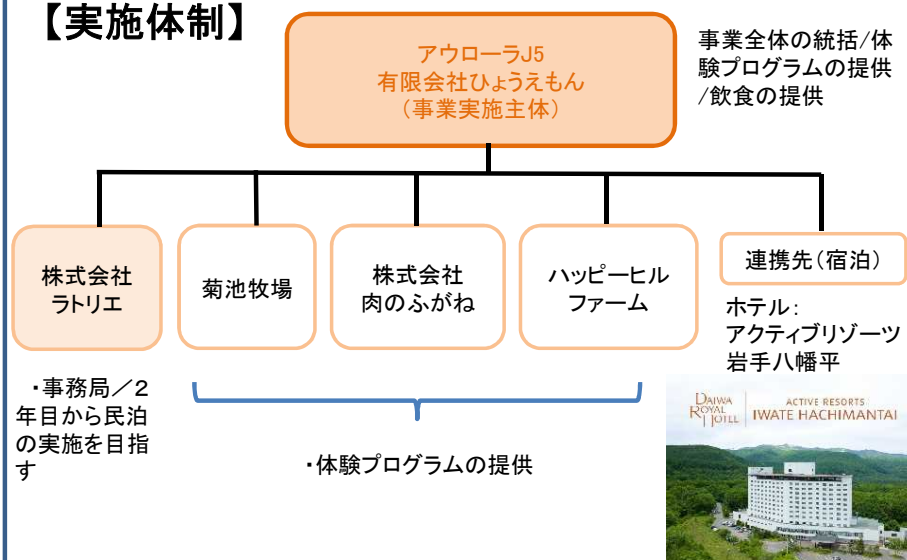 【実施体制】
アウローラJ5
有限会社ひょうえもん
（事業実施主体）
事業全体の統括/体
験プログラムの提供
/飲食の提供
株式会社
ラトリエ
菊池牧場
株式会社
肉のふがね
ハッピーヒル
ファーム
連携先（宿泊）
ホテル：
アクティブリゾーツ
岩手八幡平
・事務局／2
年目から民泊
の実施を目指
す
・体験プログラムの提供
DAIWA
ROYAL
HOTEL
ACTIVE RESORTS
IWATE HACHIMANTAI